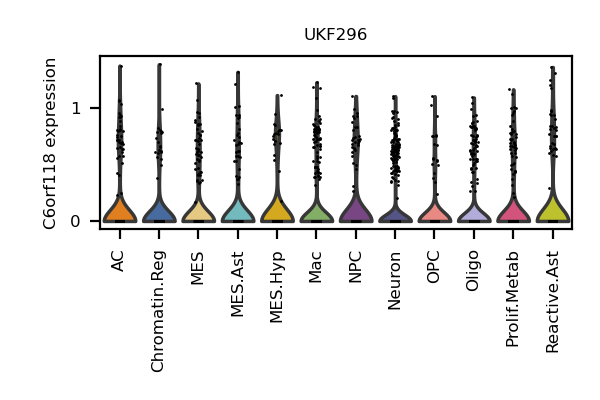 UKF296
C6orf118 expression
1
0
AC
Chromatin.Reg
MES
MES.Ast
MES.Hyp
Mac
NPC
Neuron
OPC
Oligo
Prolif.Metab
Reactive.Ast